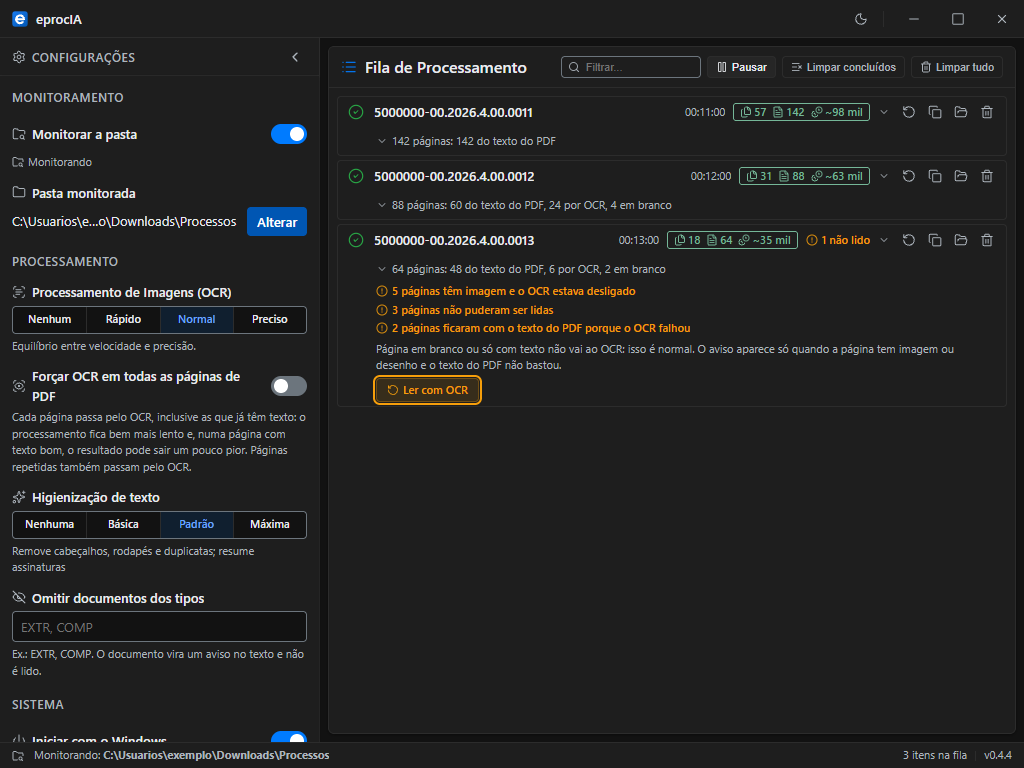 eprocIA
CONFIGURAÇÕES
MONITORAMENTO
Monitorar a pasta
Monitorando
Pasta monitorada
C:\Usuarios\e...o\Downloads\Processos
Alterar
PROCESSAMENTO
Processamento de Imagens (OCR)
Nenhum Rápido Normal Preciso
Equilíbrio entre velocidade e precisão.
Forçar OCR em todas as páginas de
PDF
Cada página passa pelo OCR, inclusive as que já têm texto: o
processamento fica bem mais lento e, numa página com
texto bom, o resultado pode sair um pouco pior. Páginas
repetidas também passam pelo OCR.
Higienização de texto
Nenhuma Básica Padrão Máxima
Remove cabeçalhos, rodapés e duplicatas; resume
assinaturas
Omitir documentos dos tipos
EXTR, COMP
Ex.: EXTR, COMP. O documento vira um aviso no texto e não
é lido.
SISTEMA
Iniciar com o Windows
Fila de Processamento
Filtrar...
Pausar
Limpar concluídos
Limpar tudo
5000000-00.2026.4.00.0011 00:11:00 57 142 ~98 mil
142 páginas: 142 do texto do PDF
5000000-00.2026.4.00.0012 00:12:00 31 88 ~63 mil
88 páginas: 60 do texto do PDF, 24 por OCR, 4 em branco
5000000-00.2026.4.00.0013 00:13:00 18 64 ~35 mil 1 não lido
64 páginas: 48 do texto do PDF, 6 por OCR, 2 em branco
5 páginas têm imagem e o OCR estava desligado
3 páginas não puderam ser lidas
2 páginas ficaram com o texto do PDF porque o OCR falhou
Página em branco ou só com texto não vai ao OCR: isso é normal. O aviso aparece só quando a página tem imagem ou
desenho e o texto do PDF não bastou.
Ler com OCR
Monitorando: C:\Usuarios\exemplo\Downloads\Processos
3 itens na fila v0.4.4